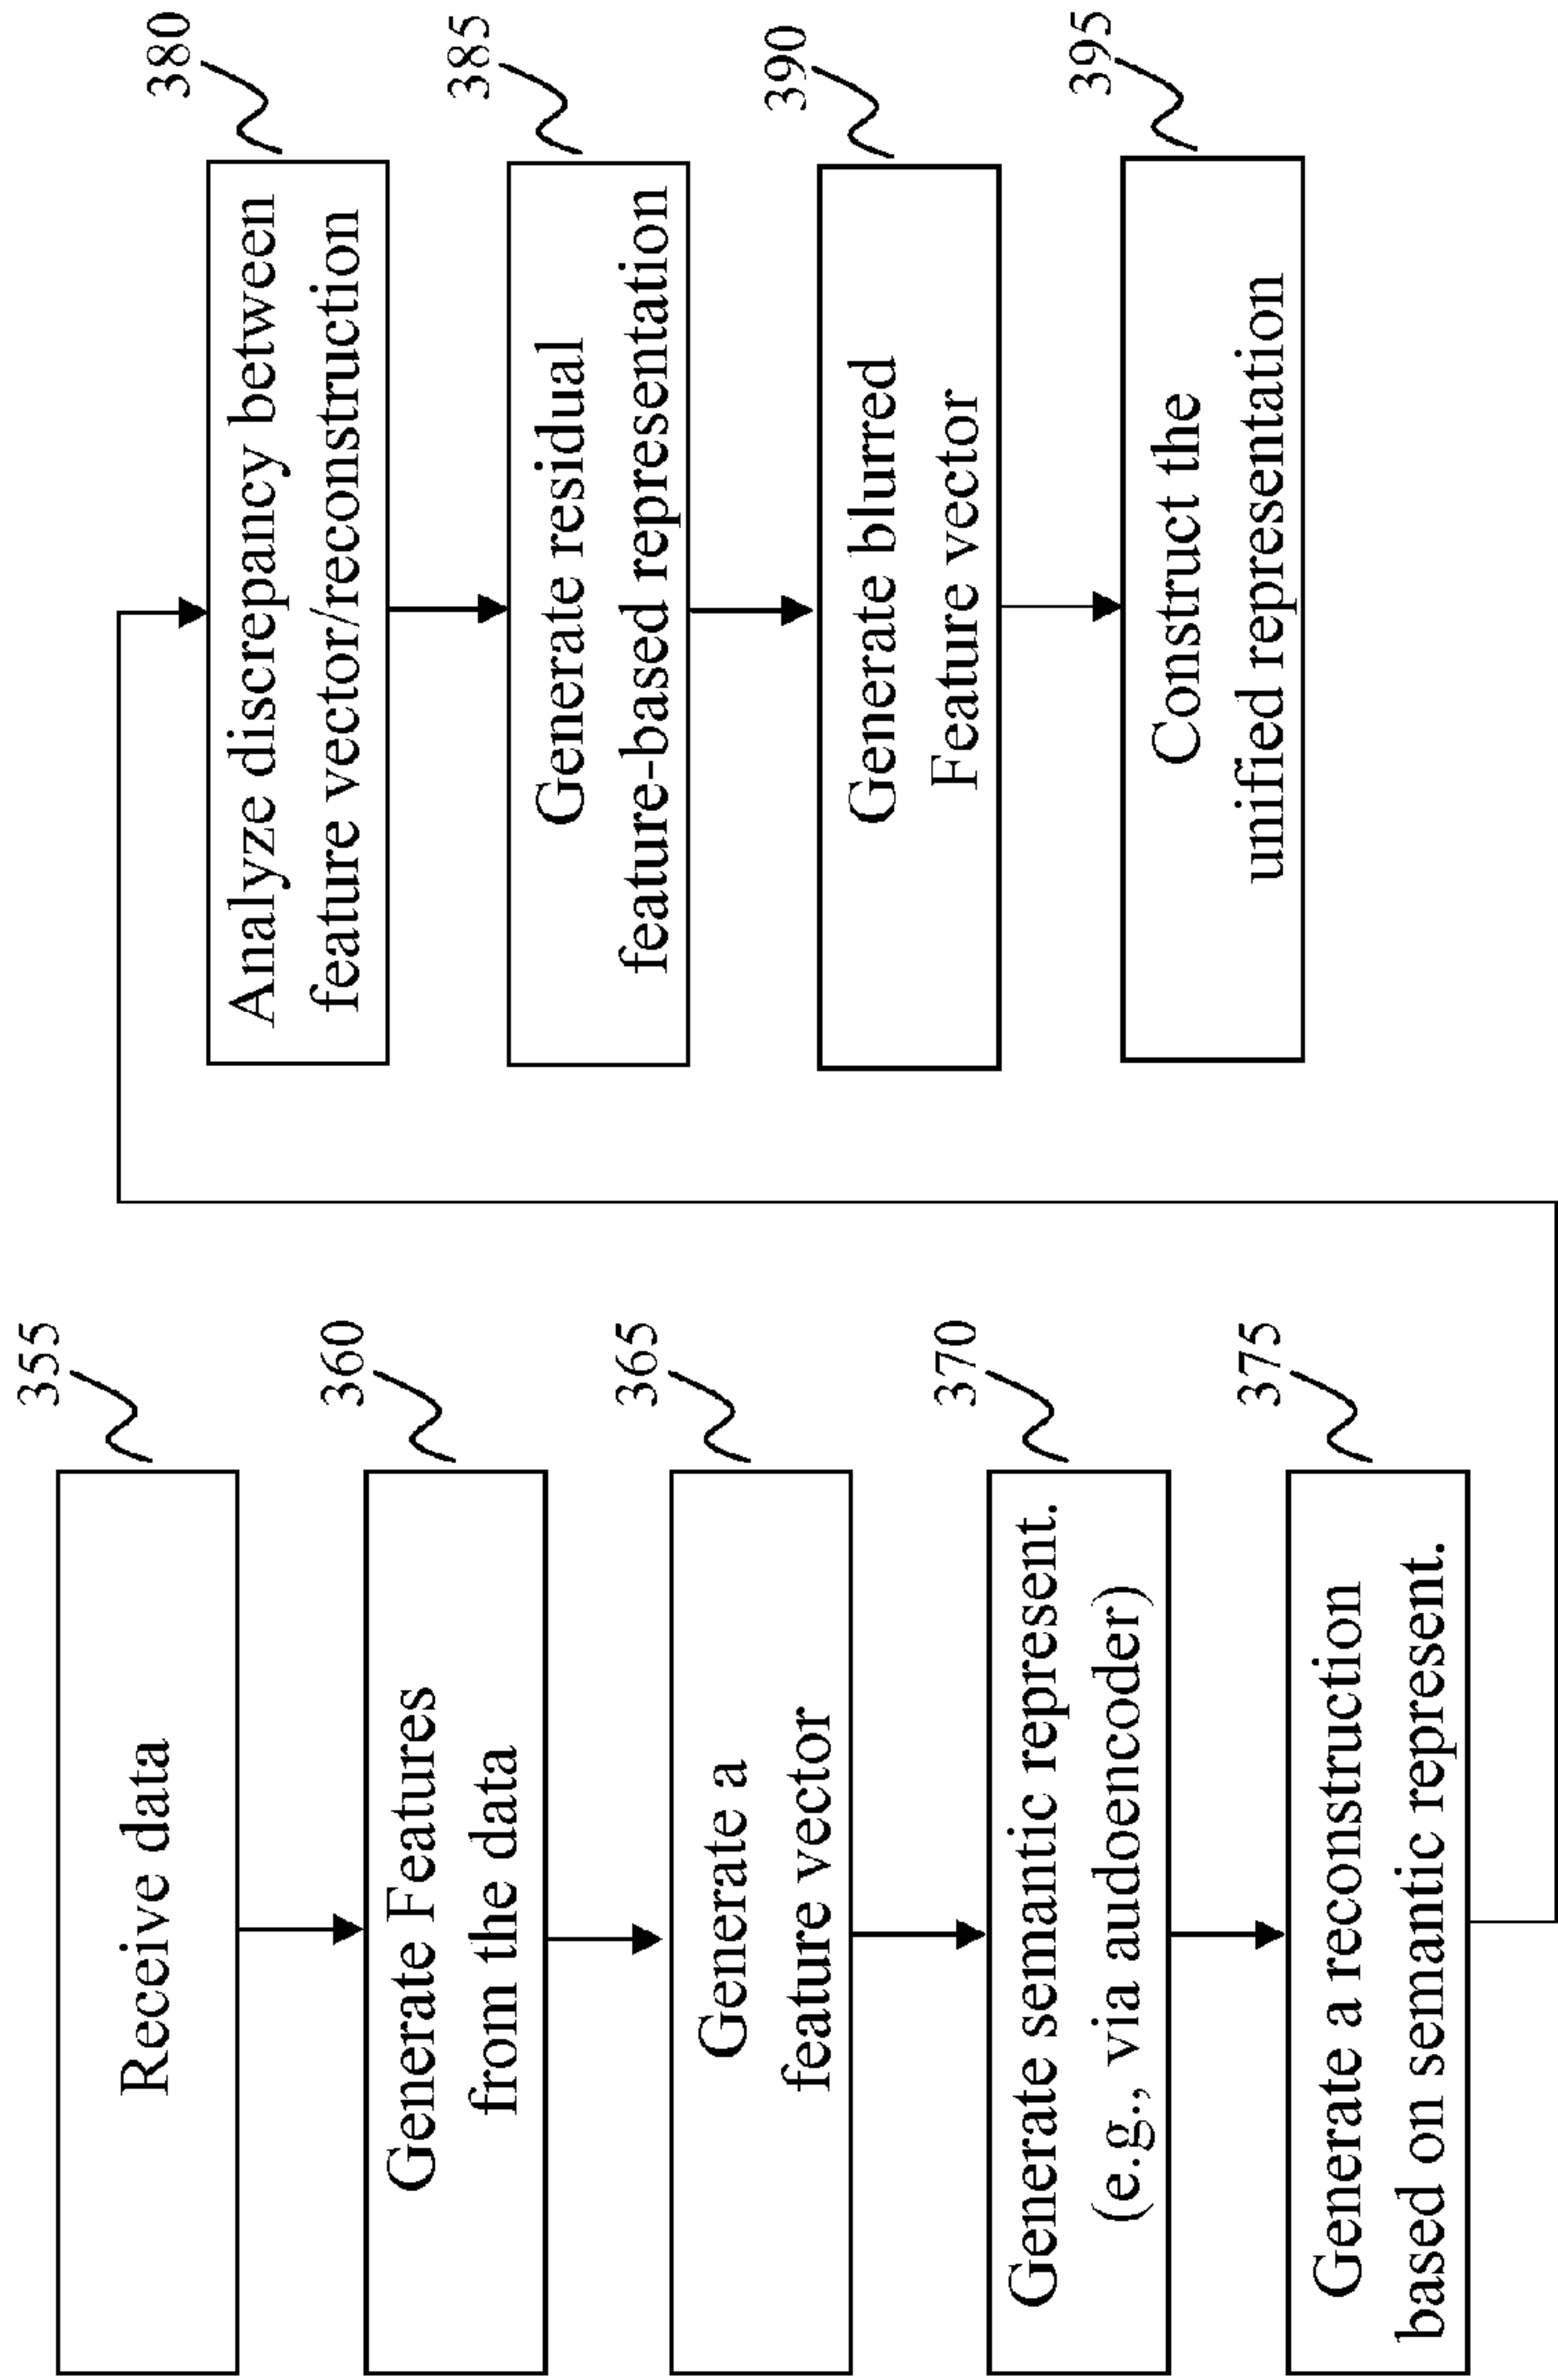 355
Receive data
360
Generate Features
from the data
365
Generate a
feature vector
370
Generate semantic represent.
(e.g., via audoencoder)
375
Generate a reconstruction
based on semantic represent.
380
Analyze discrepancy between
feature vector/reconstruction
385
Generate residual
feature-based representation
390
Generate blurred
Feature vector
395
Construct the
unified representation